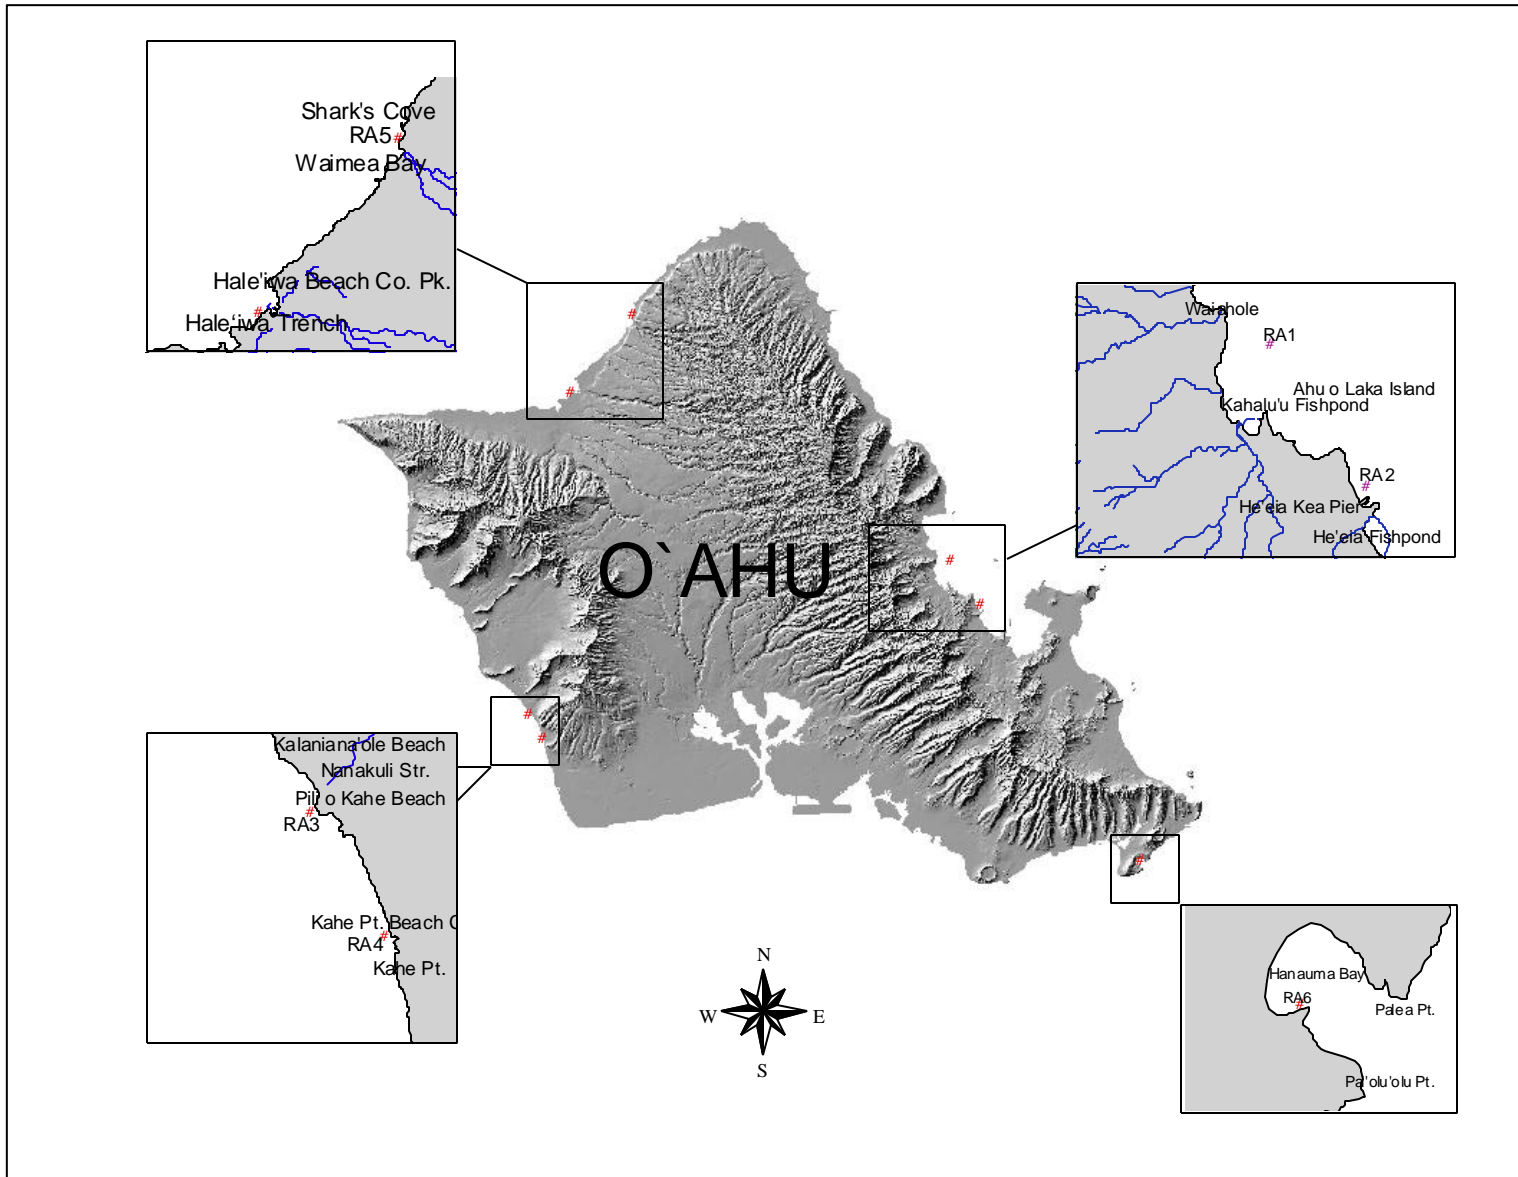 Shark's Cove
RA5 #
Waimea Bay
Hale'iwa Beach Co. Pk.
#
Hale‘iwa Trench
#
#
Waiahole
RA1
#
Ahu o Laka Island
Kahalu'u Fishpond
RA2
#
He'eia Kea Pier
He'eia Fishpond
O`AHU
#
#
#
#
Kalaniana'ole Beach
Nanakuli Str.
Pili o Kahe Beach
#
RA3
Kahe Pt. Beach C
RA4 #
Kahe Pt.
#
Hanauma Bay
RA6
#
Palea Pt.
Pa'olu'olu Pt.
N
W E
S